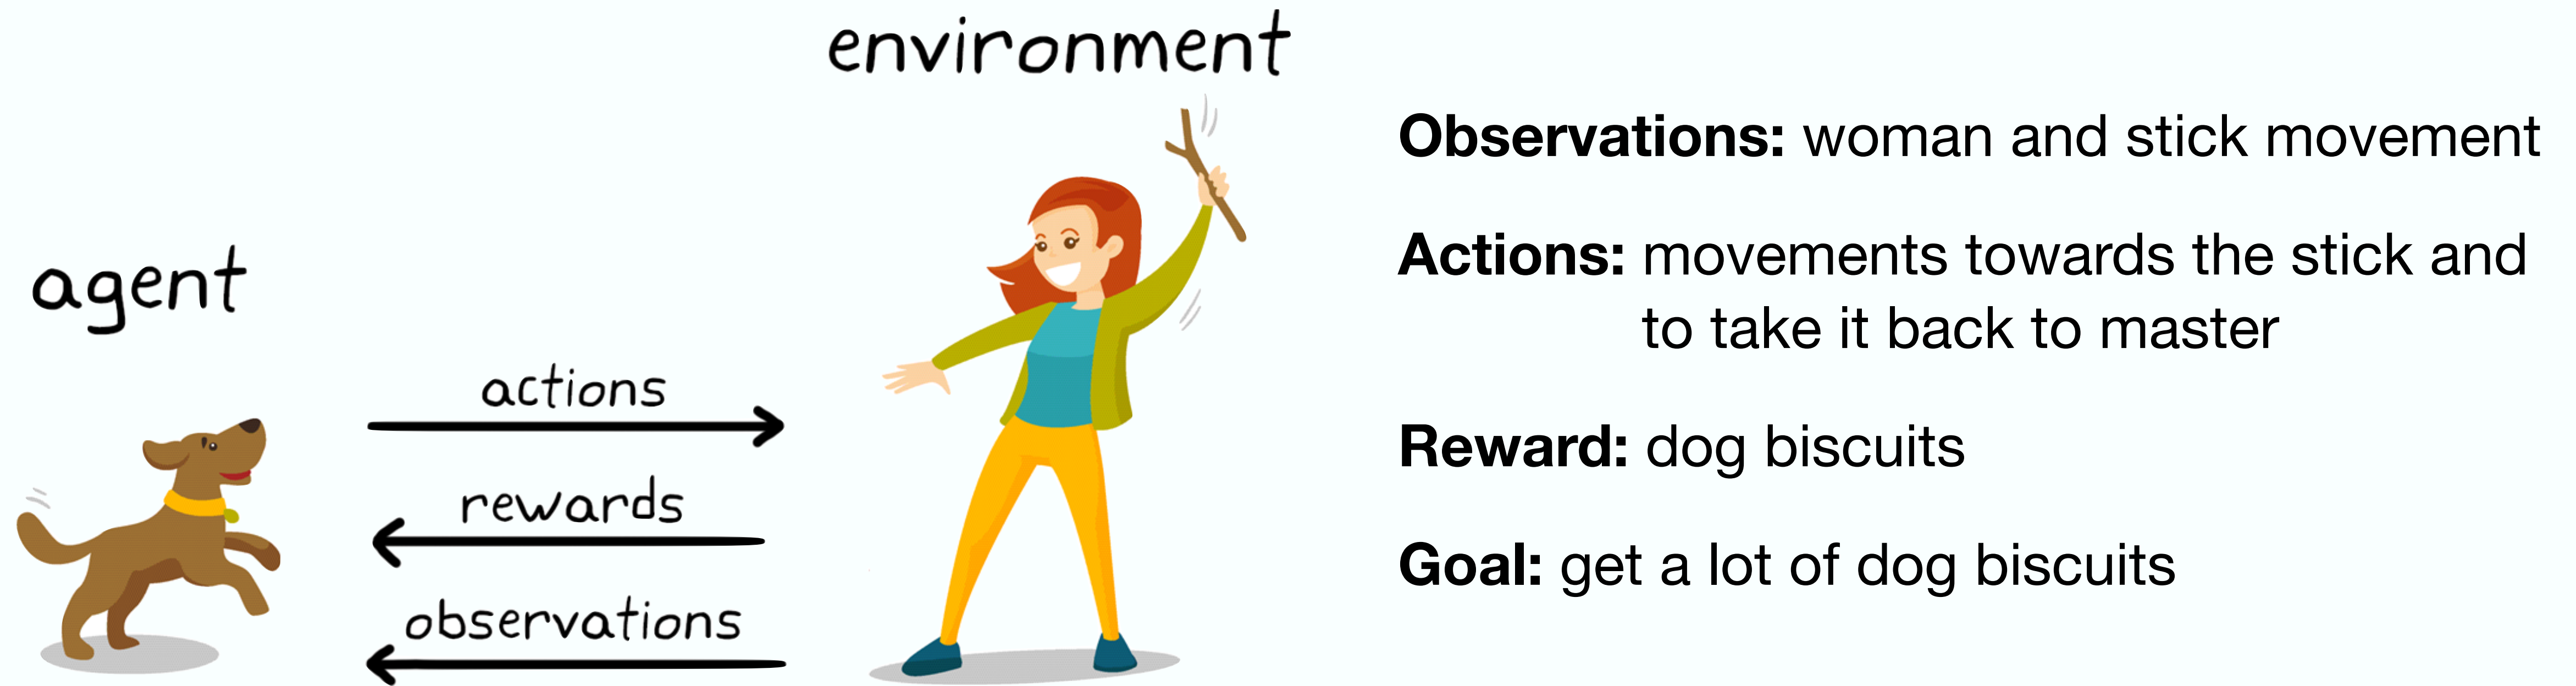 environment
agent
actions
rewards
observations
Observations: woman and stick movement
Actions: movements towards the stick and
to take it back to master
Reward: dog biscuits
Goal: get a lot of dog biscuits